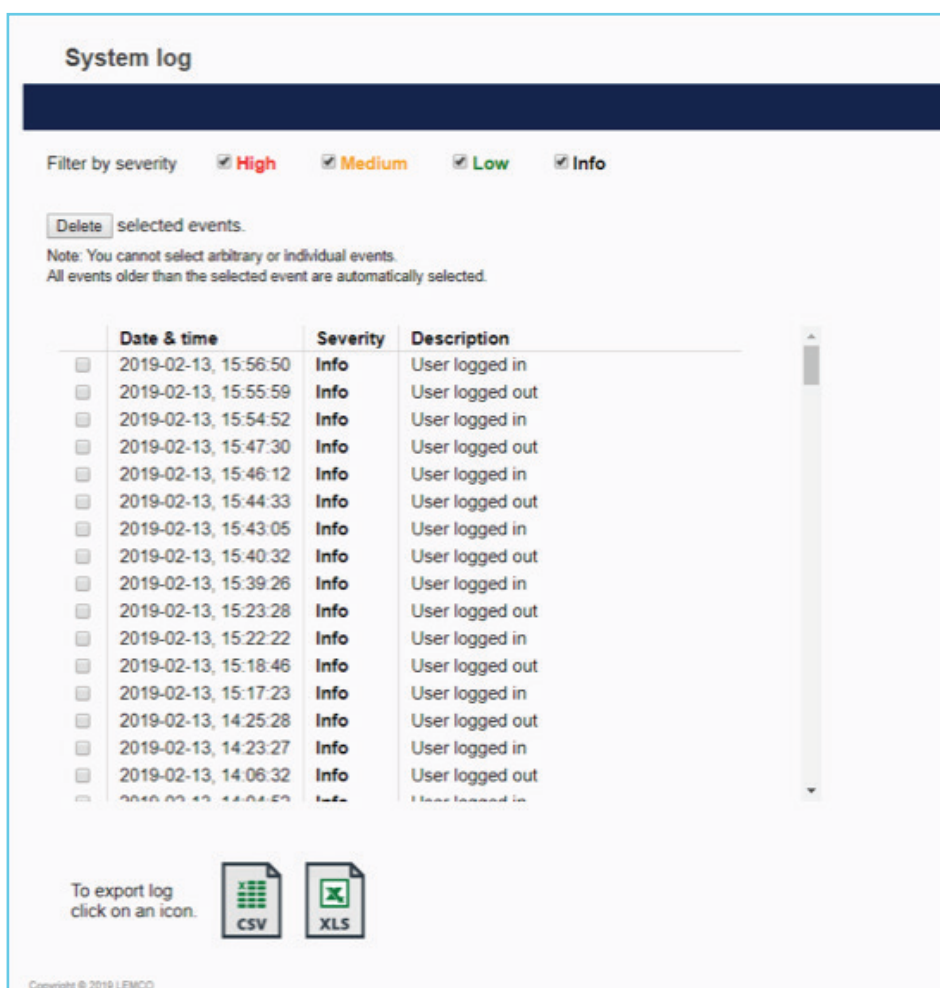 System log
Filter by severity High Medium Low Info
Delete selected events.
Note: You cannot select arbitrary or individual events.
All events older than the selected event are automatically selected.
Date & time Severity Description
2019-02-13, 15:56:50 Info User logged in
2019-02-13, 15:55:59 Info User logged out
2019-02-13, 15:54:52 Info User logged in
2019-02-13, 15:47:30 Info User logged out
2019-02-13, 15:46:12 Info User logged in
2019-02-13, 15:44:33 Info User logged out
2019-02-13, 15:43:05 Info User logged in
2019-02-13, 15:40:32 Info User logged out
2019-02-13, 15:39:26 Info User logged in
2019-02-13, 15:23:28 Info User logged out
2019-02-13, 15:22:22 Info User logged in
2019-02-13, 15:18:46 Info User logged out
2019-02-13, 15:17:23 Info User logged in
2019-02-13, 14:25:28 Info User logged out
2019-02-13, 14:23:27 Info User logged in
2019-02-13, 14:06:32 Info User logged out
Info User logged in
To export log
click on an icon.
CSV XLS
Copyright © 2019 LEMCO